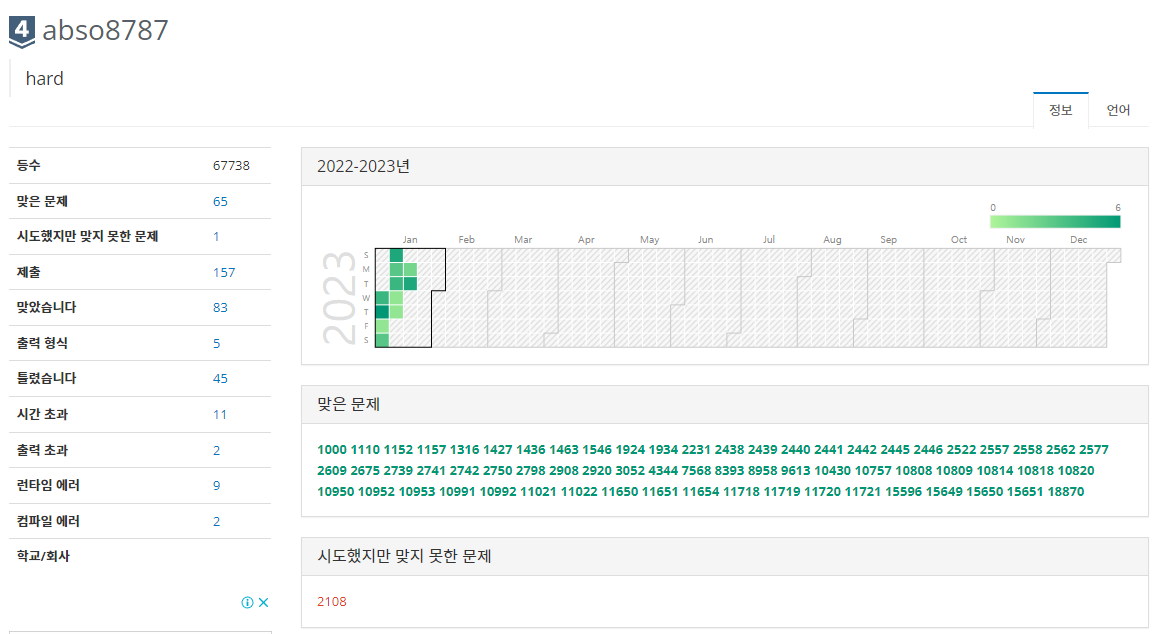 4 abso8787
hard
정보 언어
등수 67738
맞은 문제 65
시도했지만 맞지 못한 문제 1
제출 157
맞았습니다 83
출력 형식 5
틀렸습니다 45
시간 초과 11
출력 초과 2
런타임 에러 9
컴파일 에러 2
학교/회사
2022-2023년
0 6
Jan Feb Mar Apr May Jun Jul Aug Sep Oct Nov Dec
2023
S
M
T
W
T
F
S
맞은 문제
1000 1110 1152 1157 1316 1427 1436 1463 1546 1924 1934 2231 2438 2439 2440 2441 2442 2445 2446 2522 2557 2558 2562 2577
2609 2675 2739 2741 2742 2750 2798 2908 2920 3052 4344 7568 8393 8958 9613 10430 10757 10808 10809 10814 10818 10820
10950 10952 10953 10991 10992 11021 11022 11650 11651 11654 11718 11719 11720 11721 15596 15649 15650 15651 18870
시도했지만 맞지 못한 문제
2108